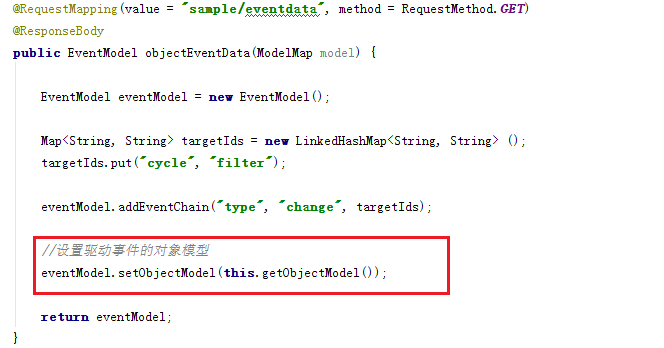 @RequestMapping(value = "sample/eventdata", method = RequestMethod.GET)
@ResponseBody
public EventModel objectEventData(ModelMap model) {
EventModel eventModel = new EventModel();
Map<String, String> targetIds = new LinkedHashMap<String, String> ();
targetIds.put("cycle", "filter");
eventModel.addEventChain("type", "change", targetIds);
//设置驱动事件的对象模型
eventModel.setObjectModel(this.getObjectModel());
return eventModel;
}